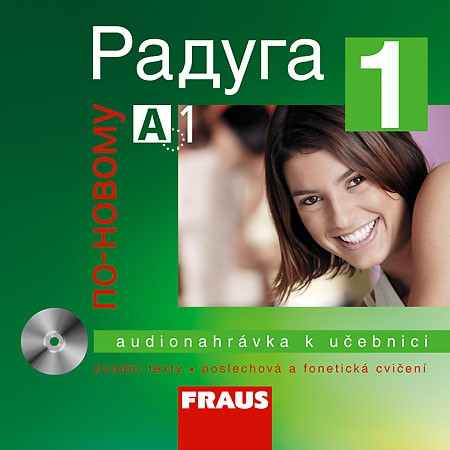 Радуга 1
по-новому
A1
audionahrávka k učebnici
úvodní texty • poslechová a fonetická cvičení
FRAUS